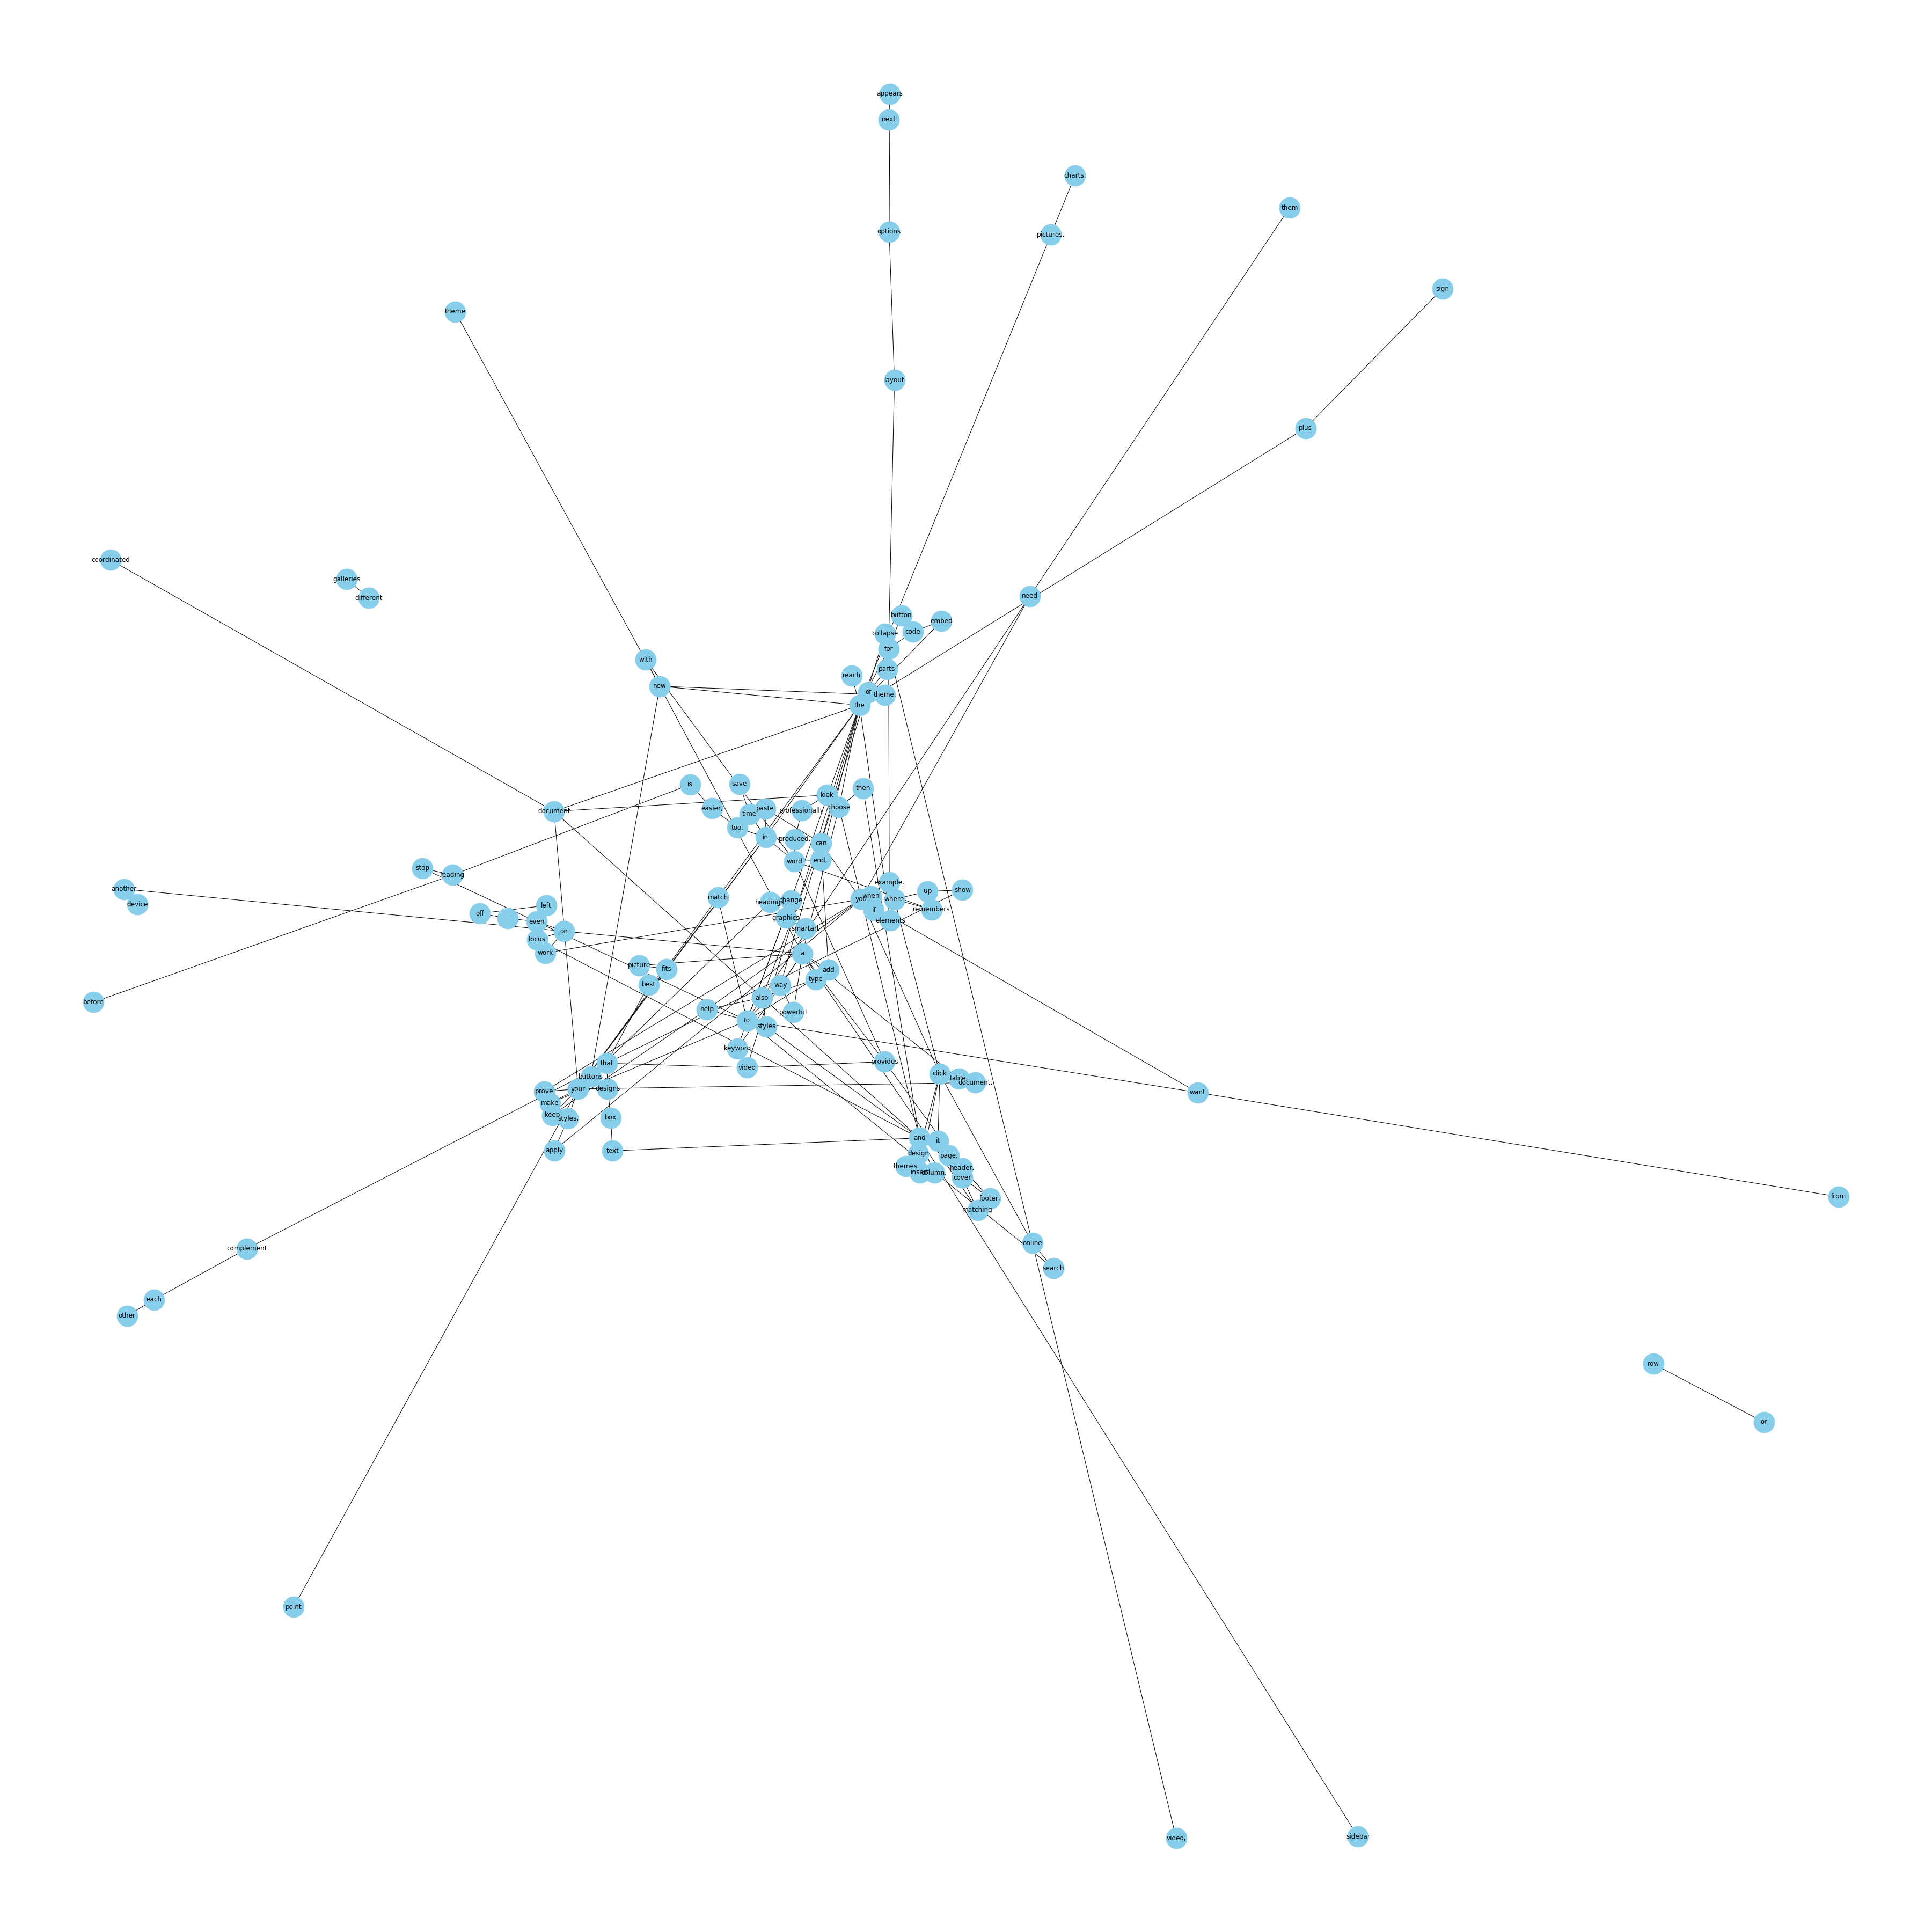 appears
next
charts,
them
options
pictures,
sign
theme
layout
plus
coordinated
galleries
different
need
button
embed
code
collapse
for
with
parts
reach
new
of
theme,
the
is
save
then
look
easier,
time
paste
professionally
choose
document
too,
in
produced,
can
word
end,
stop
reading
example,
another
up
show
device
left
match
headings
change
you
when
where
off
-
even
graphics
if
remembers
elements
on
smartart
focus
work
a
picture
fits
add
best
way
type
before
also
help
powerful
to
styles
keyword
that
provides
video
buttons
click
table,
document,
prove
your
designs
want
make
keep
styles,
box
and
it
apply
text
design
page,
themes
insert
column,
header,
cover
from
footer,
matching
online
complement
search
each
other
row
or
point
video,
sidebar